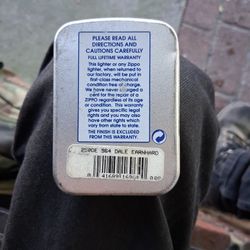 PLEASE READ ALL
DIRECTIONS AND
CAUTIONS CAREFULLY
FULL LIFETIME WARRANTY
This lighter or any Zippo
lighter, when returned to
our factory, will be put in
first-class mechanical
condition free of charge.
We have never charged a
cent for the repair of a
ZIPPO regardless of its age
or condition. This warranty
gives you specific legal
rights and you may also
have other rights which
vary from state to state.
THE FINISH IS EXCLUDED
FROM THIS WARRANTY.
250DE 964 DALE EARNHARD